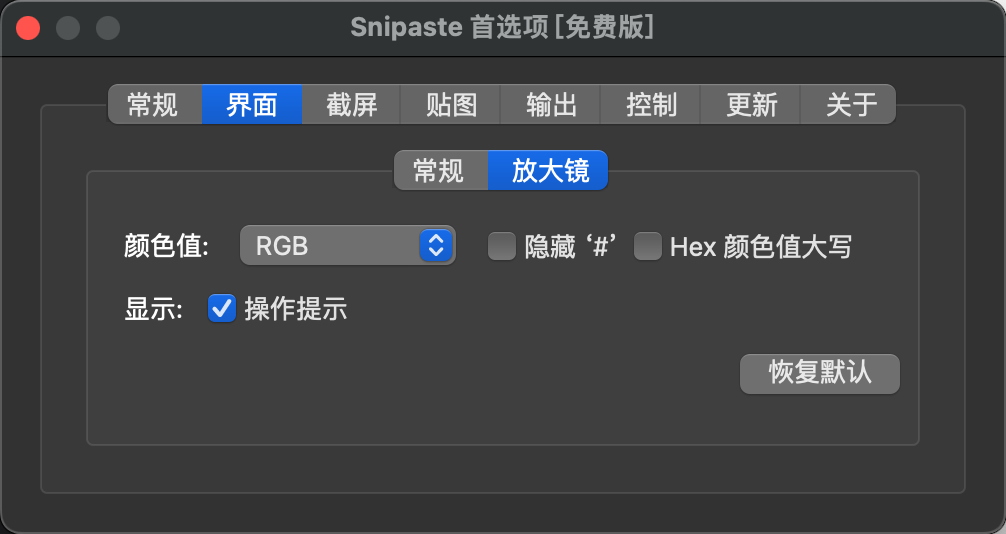 Snipaste 首选项[免费版]
常规 界面 截屏 贴图 输出 控制 更新 关于
常规 放大镜
颜色值: RGB 隐藏 ‘#’ Hex 颜色值大写
显示: 操作提示
恢复默认